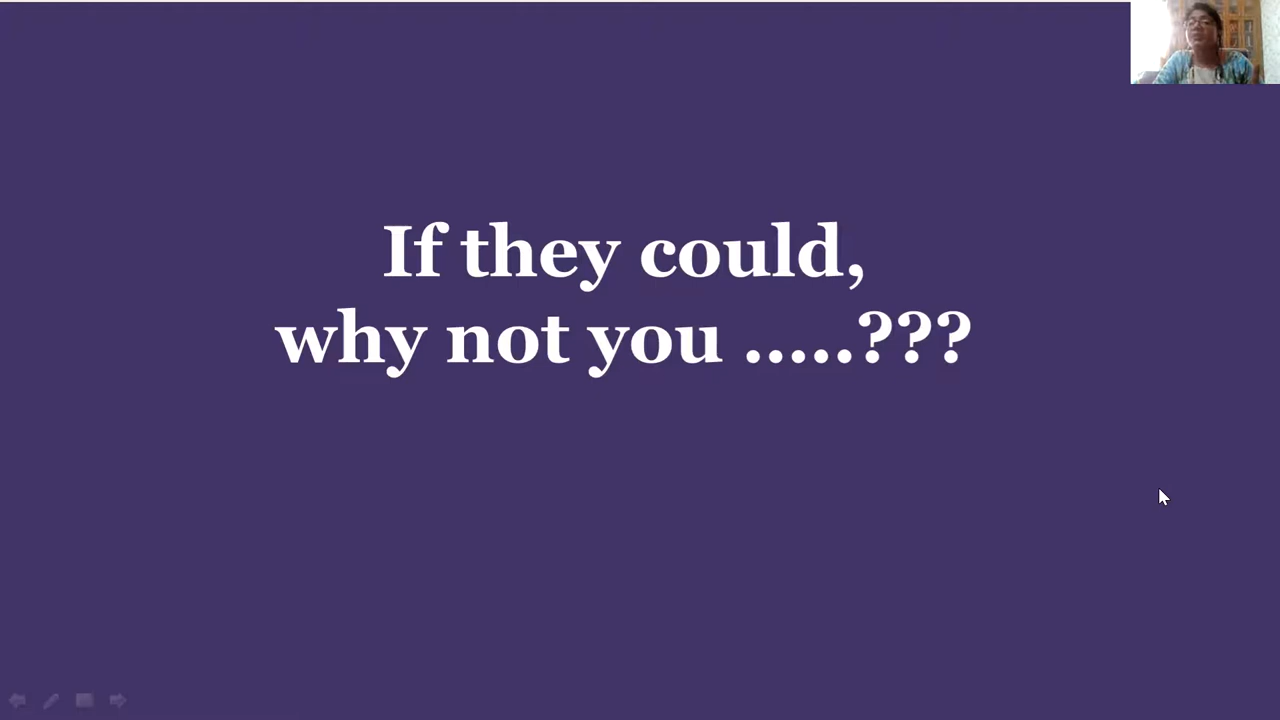 If they could,
why not you .....???